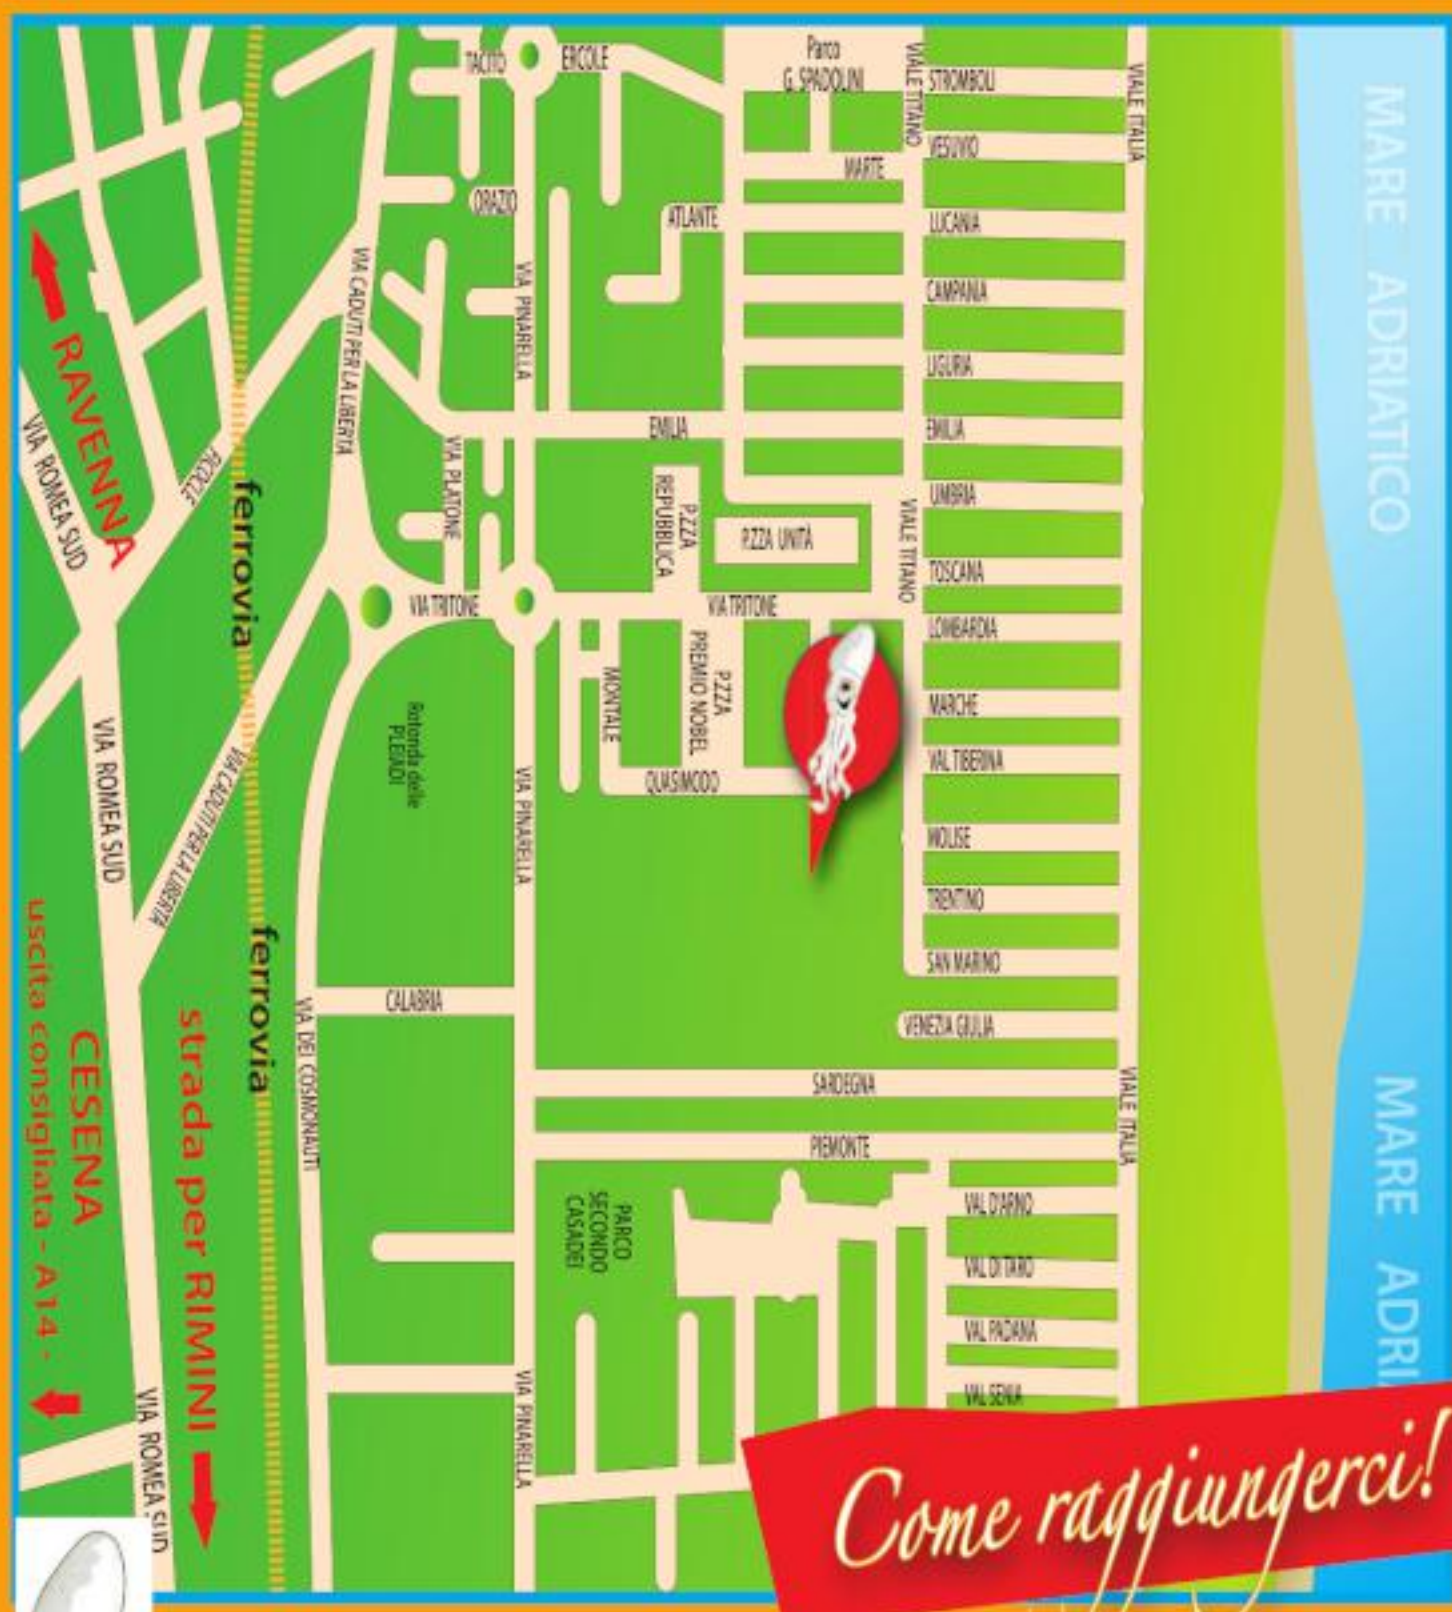 TACITO
ERCOLE
Parco
G. SPADOLINI
VIALE TITANO
STROMBOLI
VIALE ITALIA
MARE ADRIATICO
VESUVIO
MARTE
ORAZIO
ATLANTE
LUCANIA
VIA CADUTI PER LA LIBERTA
VIA PINARELLA
CAMPANIA
LIGURIA
RAVENNA
VIA ROMEA SUD
FICOCLE
EMILIA
EMILIA
VIA PLATONE
P.ZZA
REPUBBLICA
P.ZZA UNITÀ
VIALE TITANO
UMBRIA
TOSCANA
ferrovia
VIA TRITONE
VIA TRITONE
LOMBARDIA
MONTALE
P.ZZA
PREMIO NOBEL
MARCHE
Rotonda delle
PLEIADI
VIA ROMEA SUD
VIA CADUTI PER LA LIBERTA
VIA PINARELLA
QUASIMODO
VAL TIBERINA
MOLISE
TRENTINO
SAN MARINO
ferrovia
CALABRIA
VENEZIA GIULIA
VIA DEI COSMONAUTI
SARDEGNA
VIALE ITALIA
MARE ADRI
PIEMONTE
CESENA
uscita consigliata - A14 -
strada per RIMINI
PARCO
SECONDO
CASADEI
VAL D'ARNO
VAL DI TARO
VAL PADANA
VAL SENIA
VIA PINARELLA
VIA ROMEA SUD
Come raggiungerci!